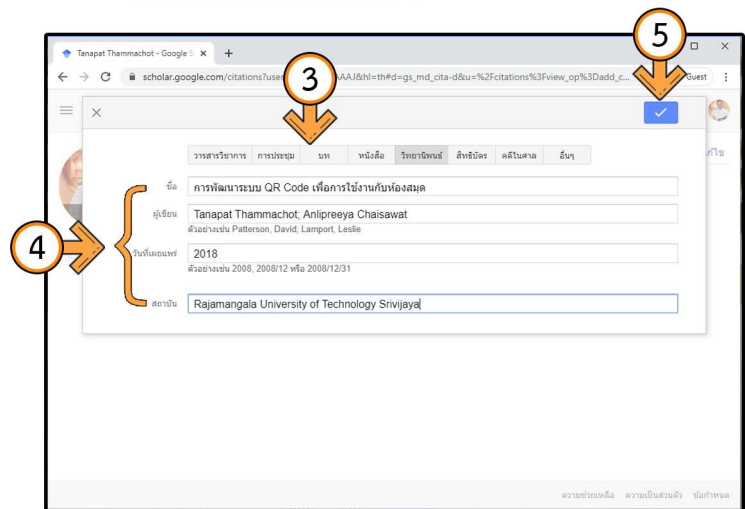 5
Tanapat Thammachot - Google S
scholar.google.com/citations?user AAAJ&hl=th#d=gs_md_cita-d&u=%2Fcitations%3Fview_op%3Dadd_c... Guest
3
วารสารวิชาการ การประชุม บท หนังสือ วิทยานิพนธ์ สิทธิบัตร คดีในศาล อื่นๆ
ชื่อ การพัฒนาระบบ QR Code เพื่อการใช้งานกับห้องสมุด
ผู้เขียน Tanapat Thammachot; Anlipreeya Chaisawat
ตัวอย่างเช่น Patterson, David; Lamport, Leslie
4
วันที่เผยแพร่ 2018
ตัวอย่างเช่น 2008, 2008/12 หรือ 2008/12/31
สถาบัน Rajamangala University of Technology Srivijaya
ความช่วยเหลือ ความเป็นส่วนตัว ข้อกำหนด